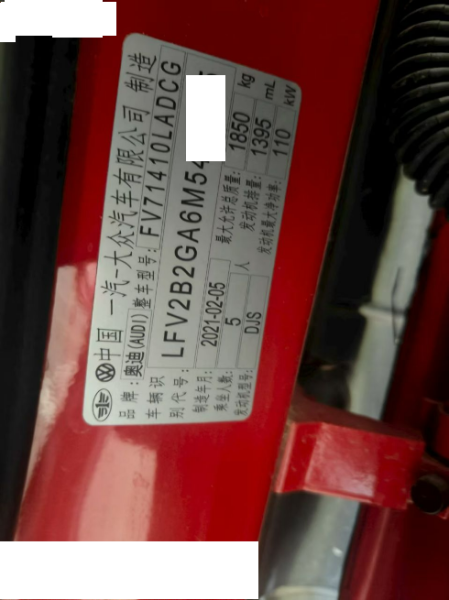 中国 一汽-大众汽车有限公司 制造
品牌: 奥迪(AUDI) 整车型号: FV71410LADCG
车辆识别代号: LFV2B2GA6M54
制造年月: 2021-02-05 最大允许总质量: 1850 kg
乘坐人数: 5 人 发动机排量: 1395 mL
发动机型号: DJS 发动机最大净功率: 110 kW